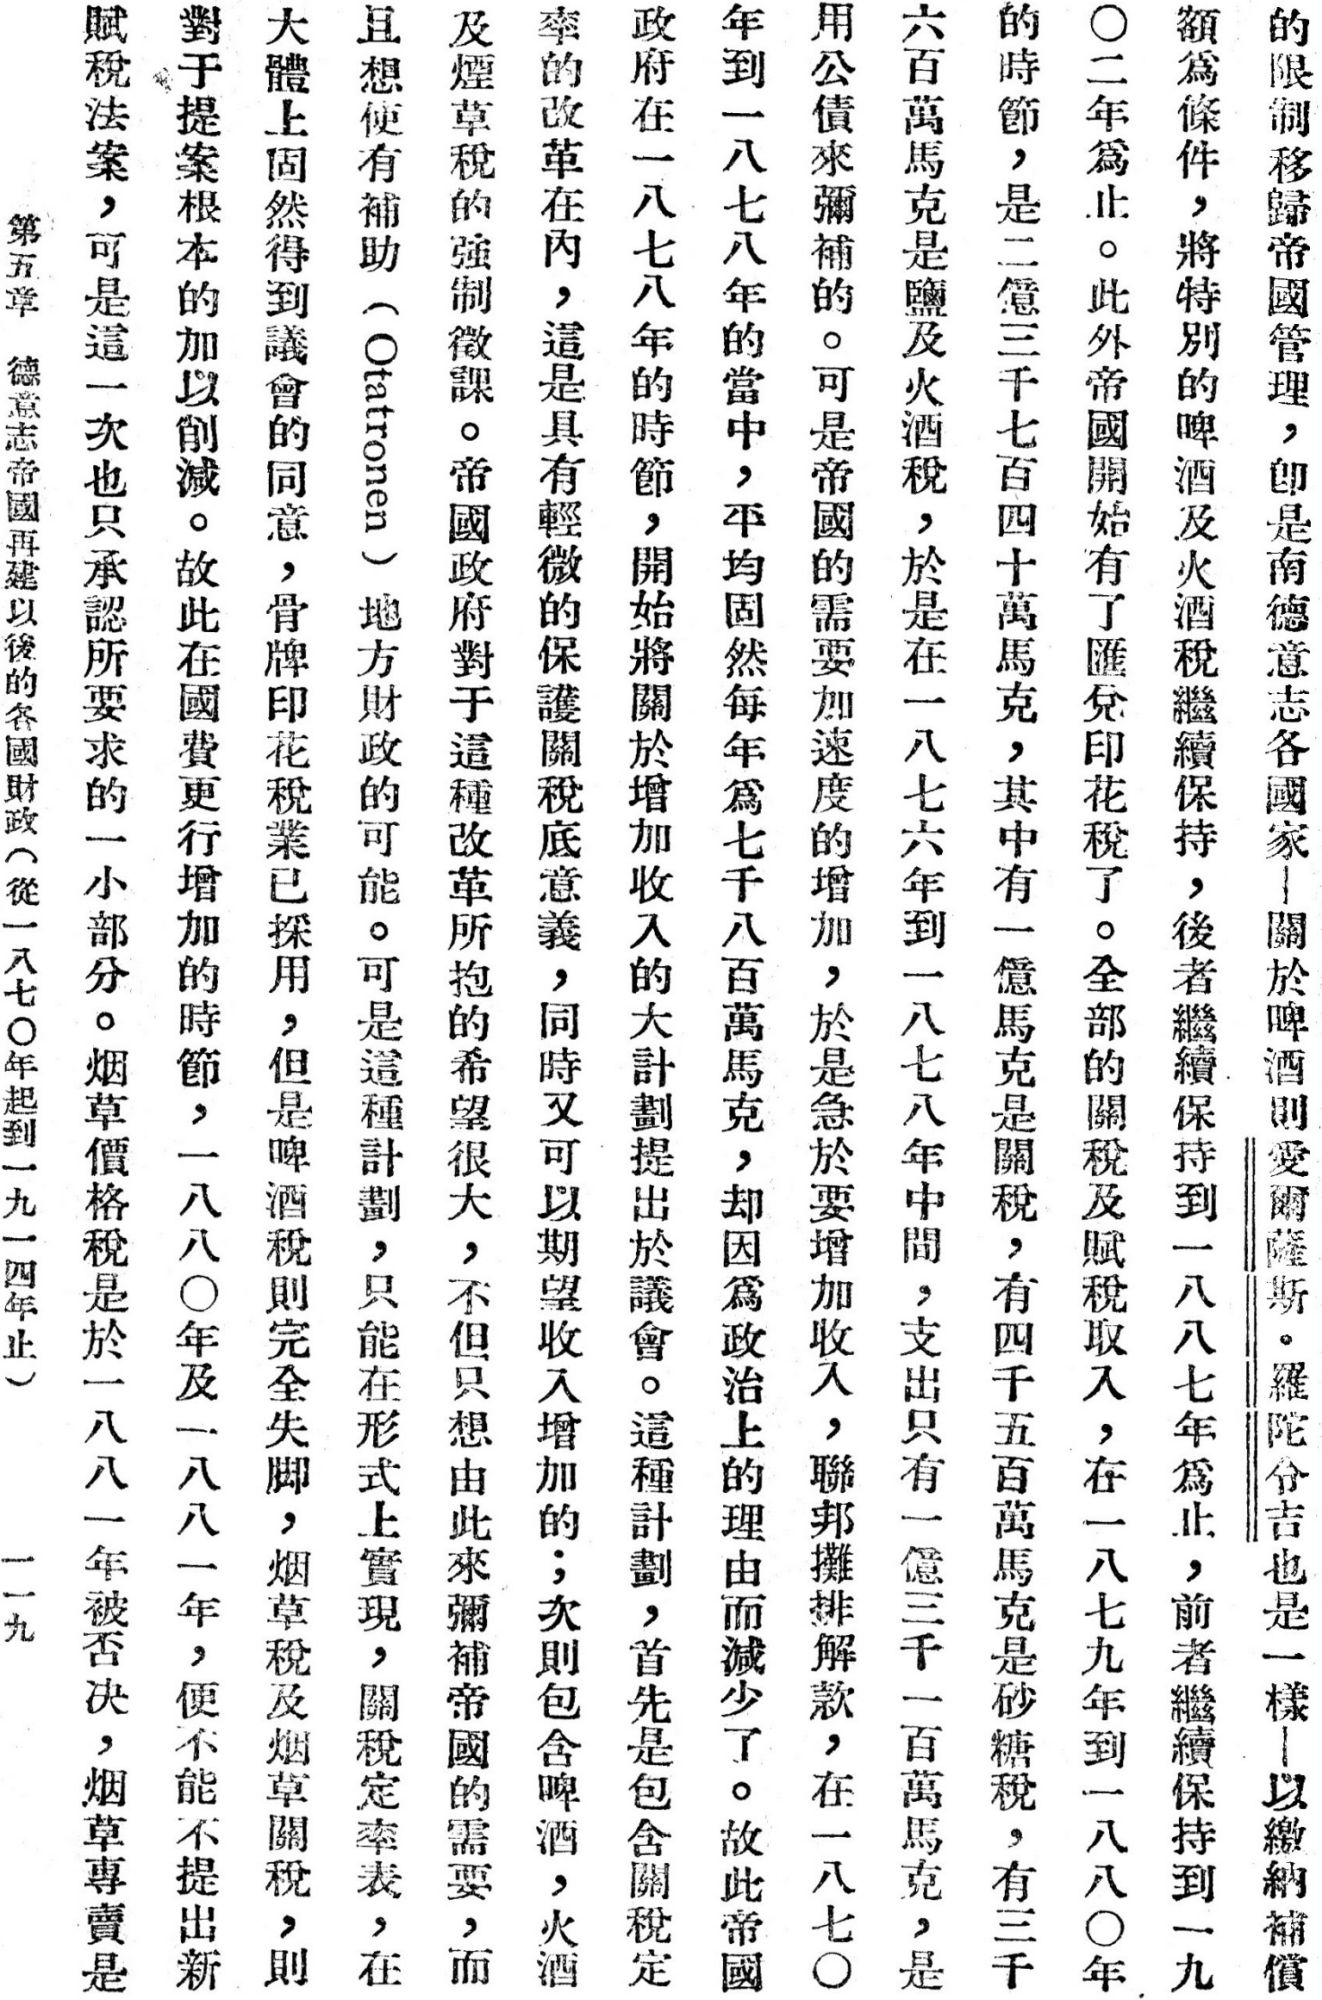 的限制移歸帝國管理，卽是南德意志各國家—關於啤酒則愛爾薩斯。羅陀令吉也是一樣—以繳納補償
額爲條件，將特別的啤酒及火酒稅繼續保持，後者繼續保持到一八八七年爲止，前者繼續保持到一九
〇二年爲止。此外帝國開始有了匯兌印花稅了。全部的關稅及賦稅取入，在一八七九年到一八八〇年
的時節，是二億三千七百四十萬馬克，其中有一億馬克是關稅，有四千五百萬馬克是砂糖稅，有三千
六百萬馬克是鹽及火酒稅，於是在一八七六年到一八七八年中間，支出只有一億三千一百萬馬克，是
用公債來彌補的。可是帝國的需要加速度的增加，於是急於要增加收入，聯邦攤排解款，在一八七〇
年到一八七八年的當中，平均固然每年爲七千八百萬馬克，却因爲政治上的理由而減少了。故此帝國
政府在一八七八年的時節，開始將關於增加收入的大計劃提出於議會。這種計劃，首先是包含關稅定
率的改革在內，這是具有輕微的保護關稅底意義，同時又可以期望收入增加的；次則包含啤酒，火酒
及煙草稅的强制徵課。帝國政府對于這種改革所抱的希望很大，不但只想由此來彌補帝國的需要，而
且想使有補助（Otatronen）地方財政的可能。可是這種計劃，只能在形式上實現，關稅定率表，在
大體上固然得到議會的同意，骨牌印花稅業已採用，但是啤酒稅則完全失脚，烟草稅及烟草關稅，則
對于提案根本的加以削減。故此在國費更行增加的時節，一八八〇年及一八八一年，便不能不提出新
賦稅法案，可是這一次也只承認所要求的一小部分。烟草價格稅是於一八八一年被否决，烟草專賣是
第五章　德意志帝國再建以後的各國財政（從一八七〇年起到一九一四年止）　一一九